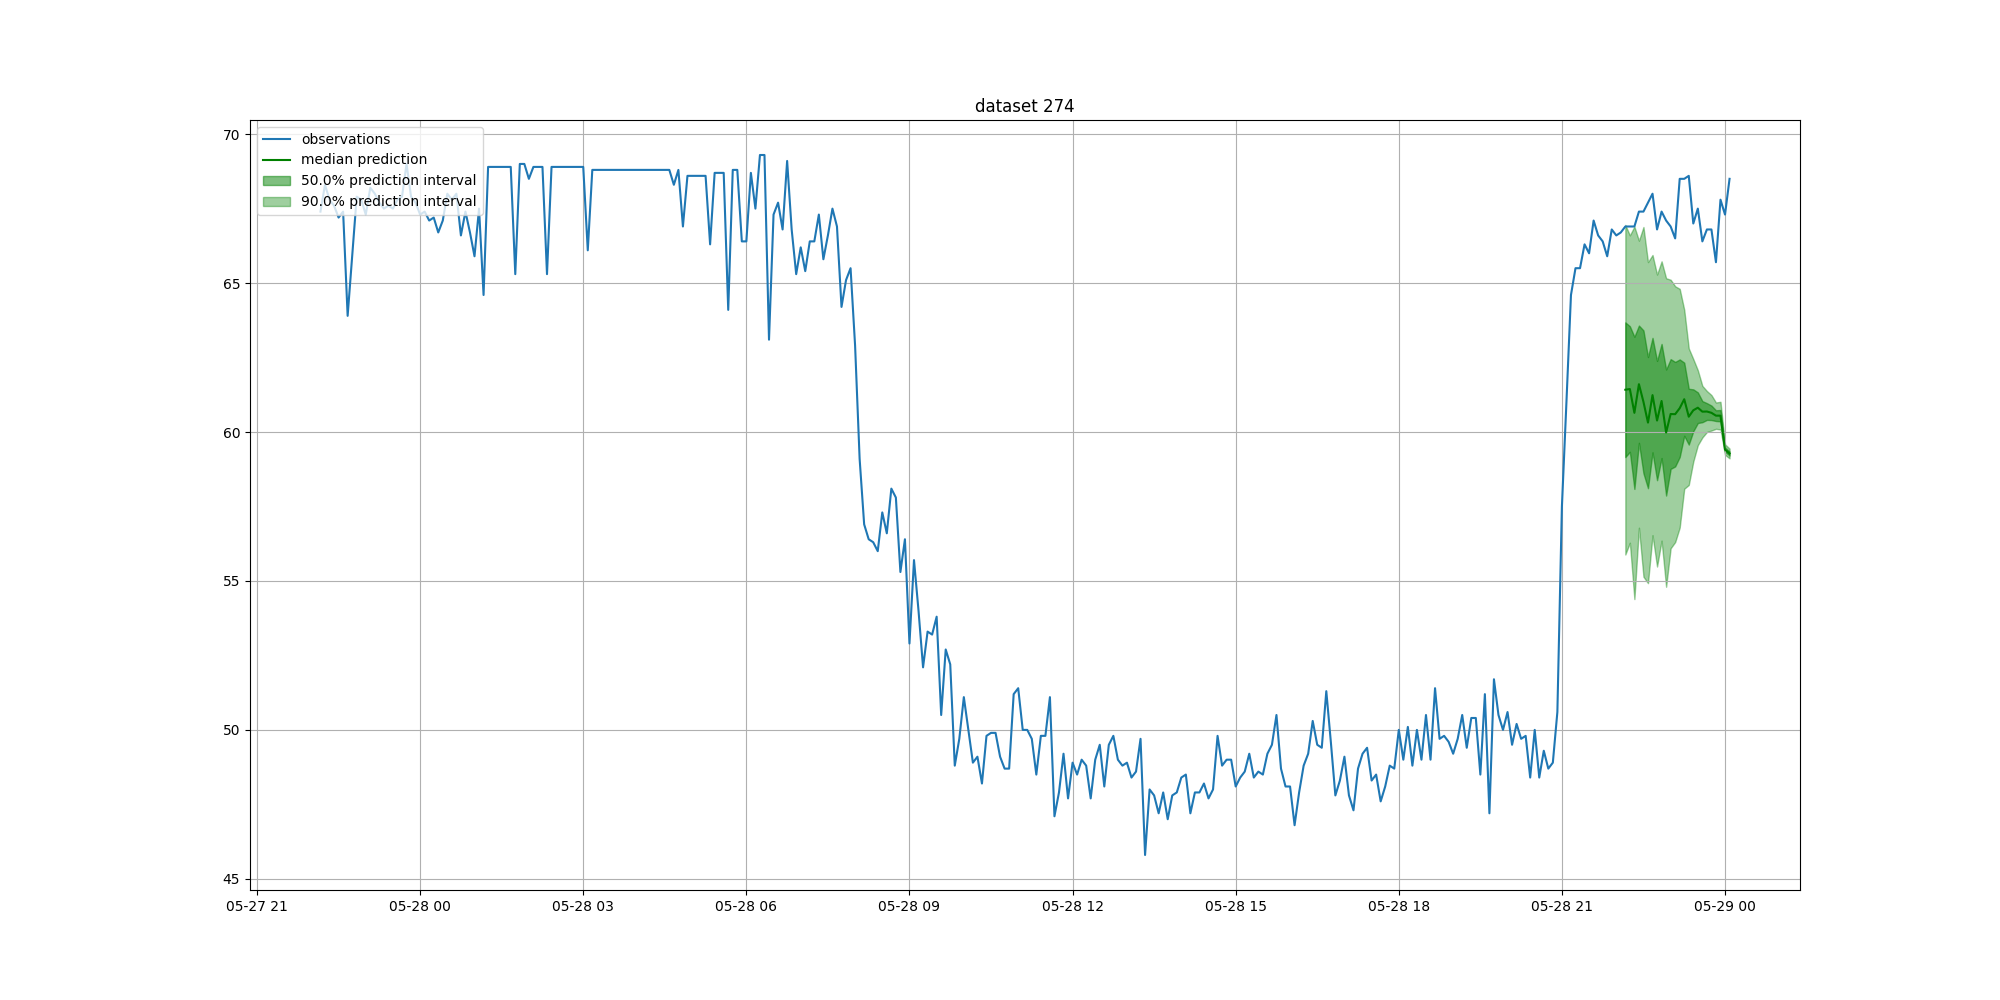 dataset 274
70
observations
median prediction
50.0% prediction interval
90.0% prediction interval
65
60
55
50
45
05-27 21 05-28 00 05-28 03 05-28 06 05-28 09 05-28 12 05-28 15 05-28 18 05-28 21 05-29 00